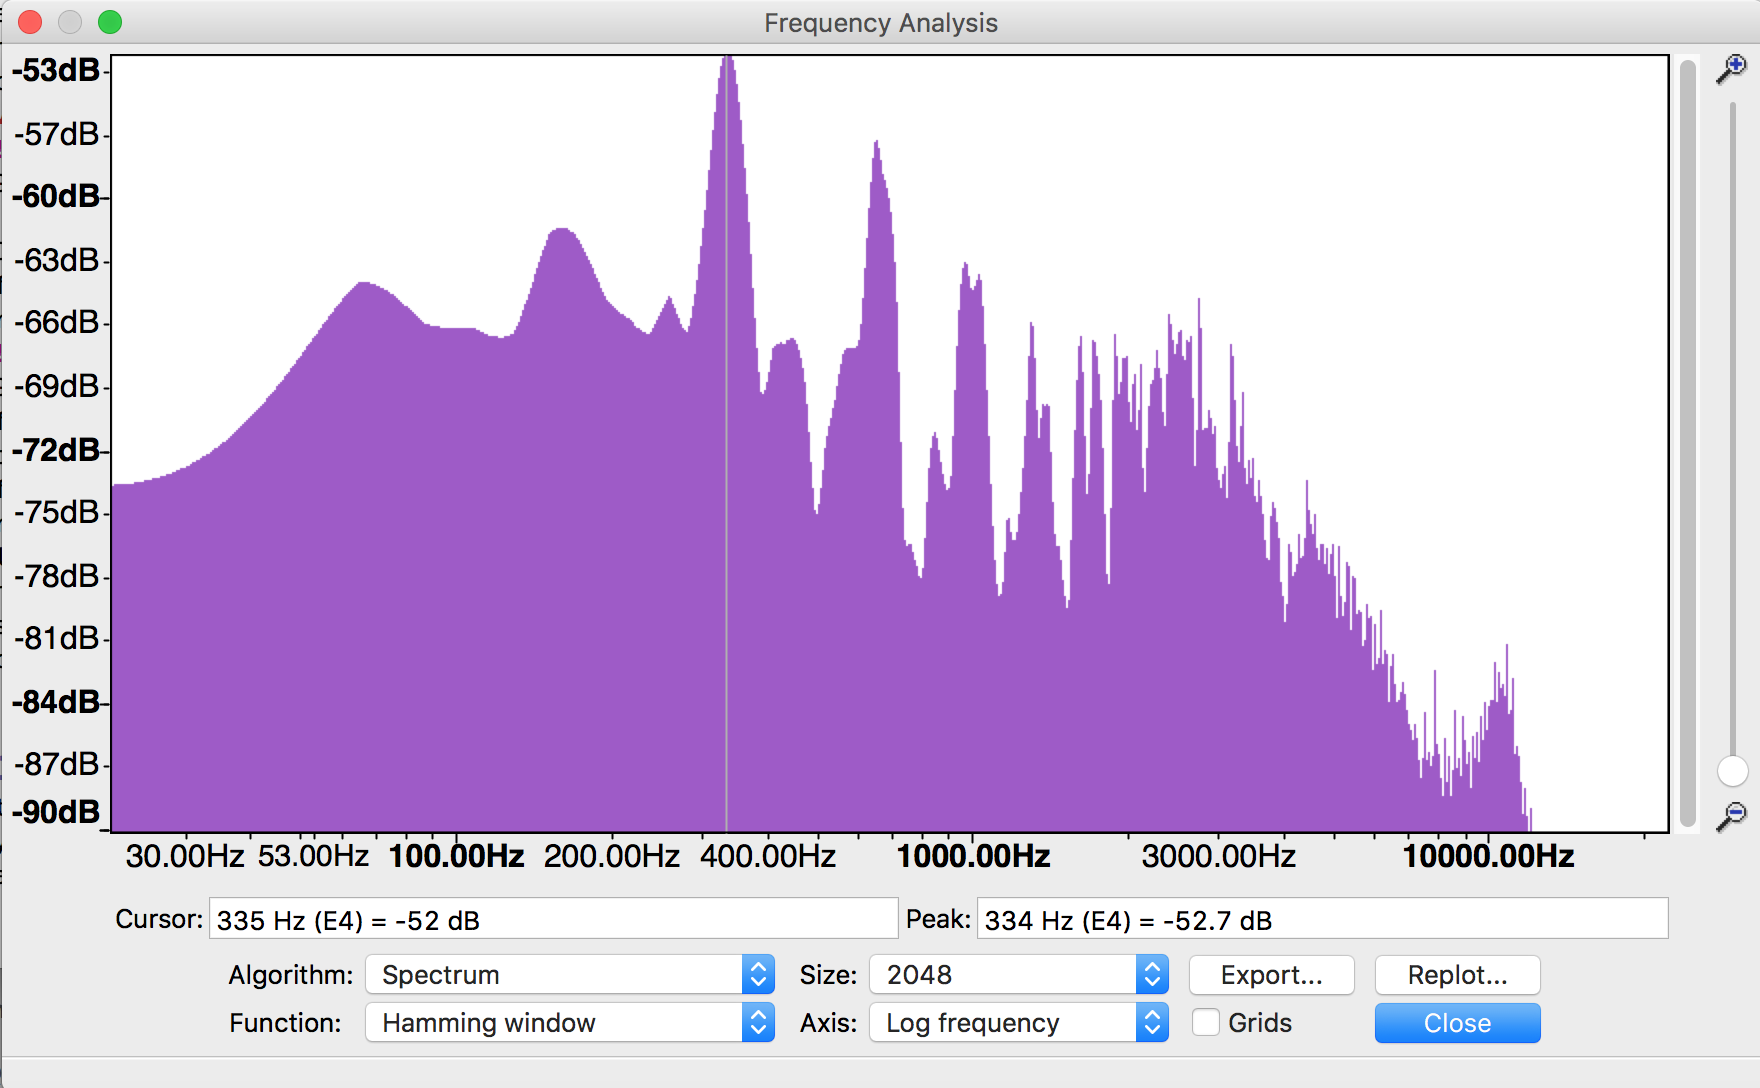 Frequency Analysis
-53dB
-57dB
-60dB
-63dB
-66dB
-69dB
-72dB
-75dB
-78dB
-81dB
-84dB
-87dB
-90dB
30.00Hz 53.00Hz 100.00Hz 200.00Hz 400.00Hz 1000.00Hz 3000.00Hz 10000.00Hz
Cursor: 335 Hz (E4) = -52 dB Peak: 334 Hz (E4) = -52.7 dB
Algorithm: Spectrum Size: 2048 Export... Replot...
Function: Hamming window Axis: Log frequency Grids Close